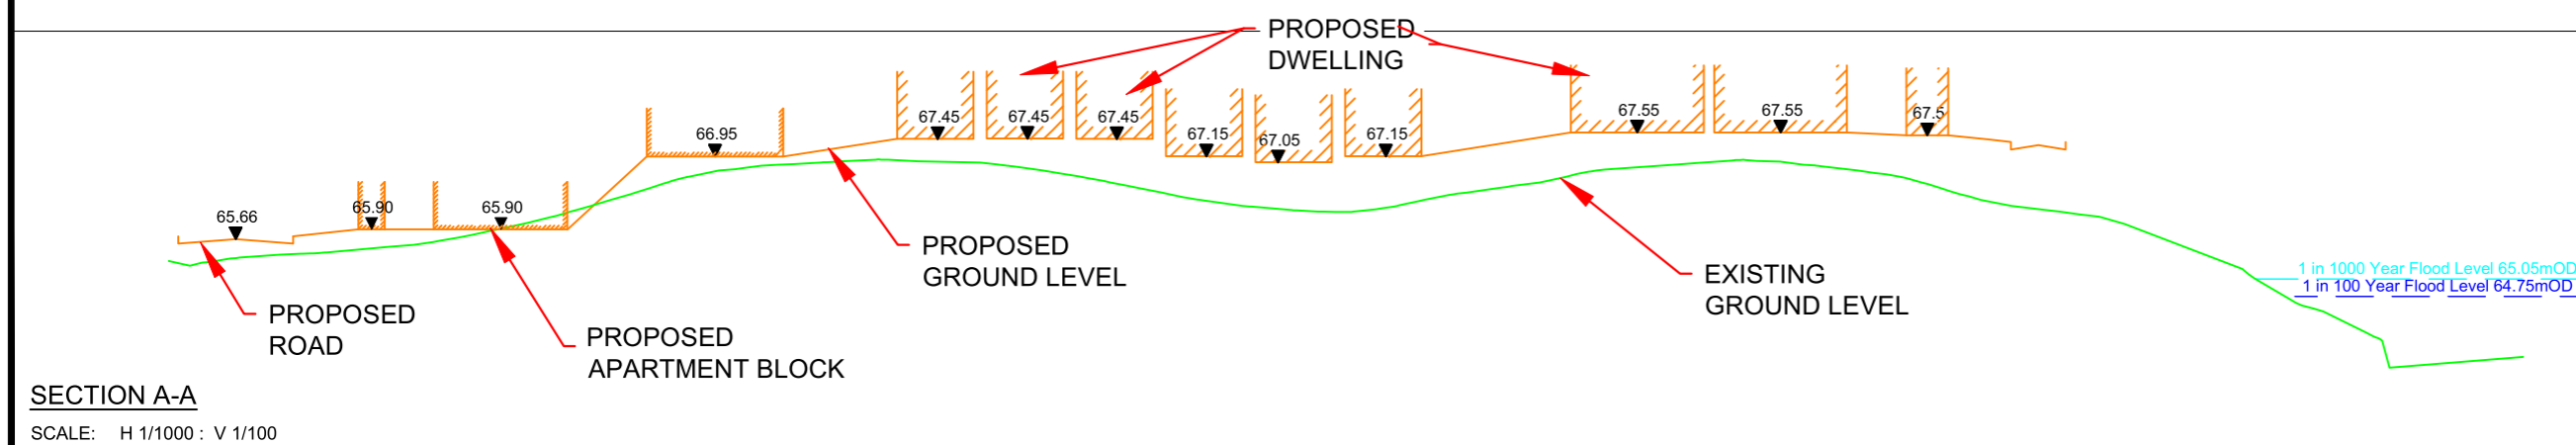 PROPOSED
DWELLING
67.45
67.45
67.45
67.15
67.05
67.15
67.55
67.55
67.5
66.95
65.90
65.90
65.66
PROPOSED
GROUND LEVEL
EXISTING
GROUND LEVEL
1 in 1000 Year Flood Level 65.05mOD
1 in 100 Year Flood Level 64.75mOD
PROPOSED
ROAD
PROPOSED
APARTMENT BLOCK
SECTION A-A
SCALE: H 1/1000 : V 1/100